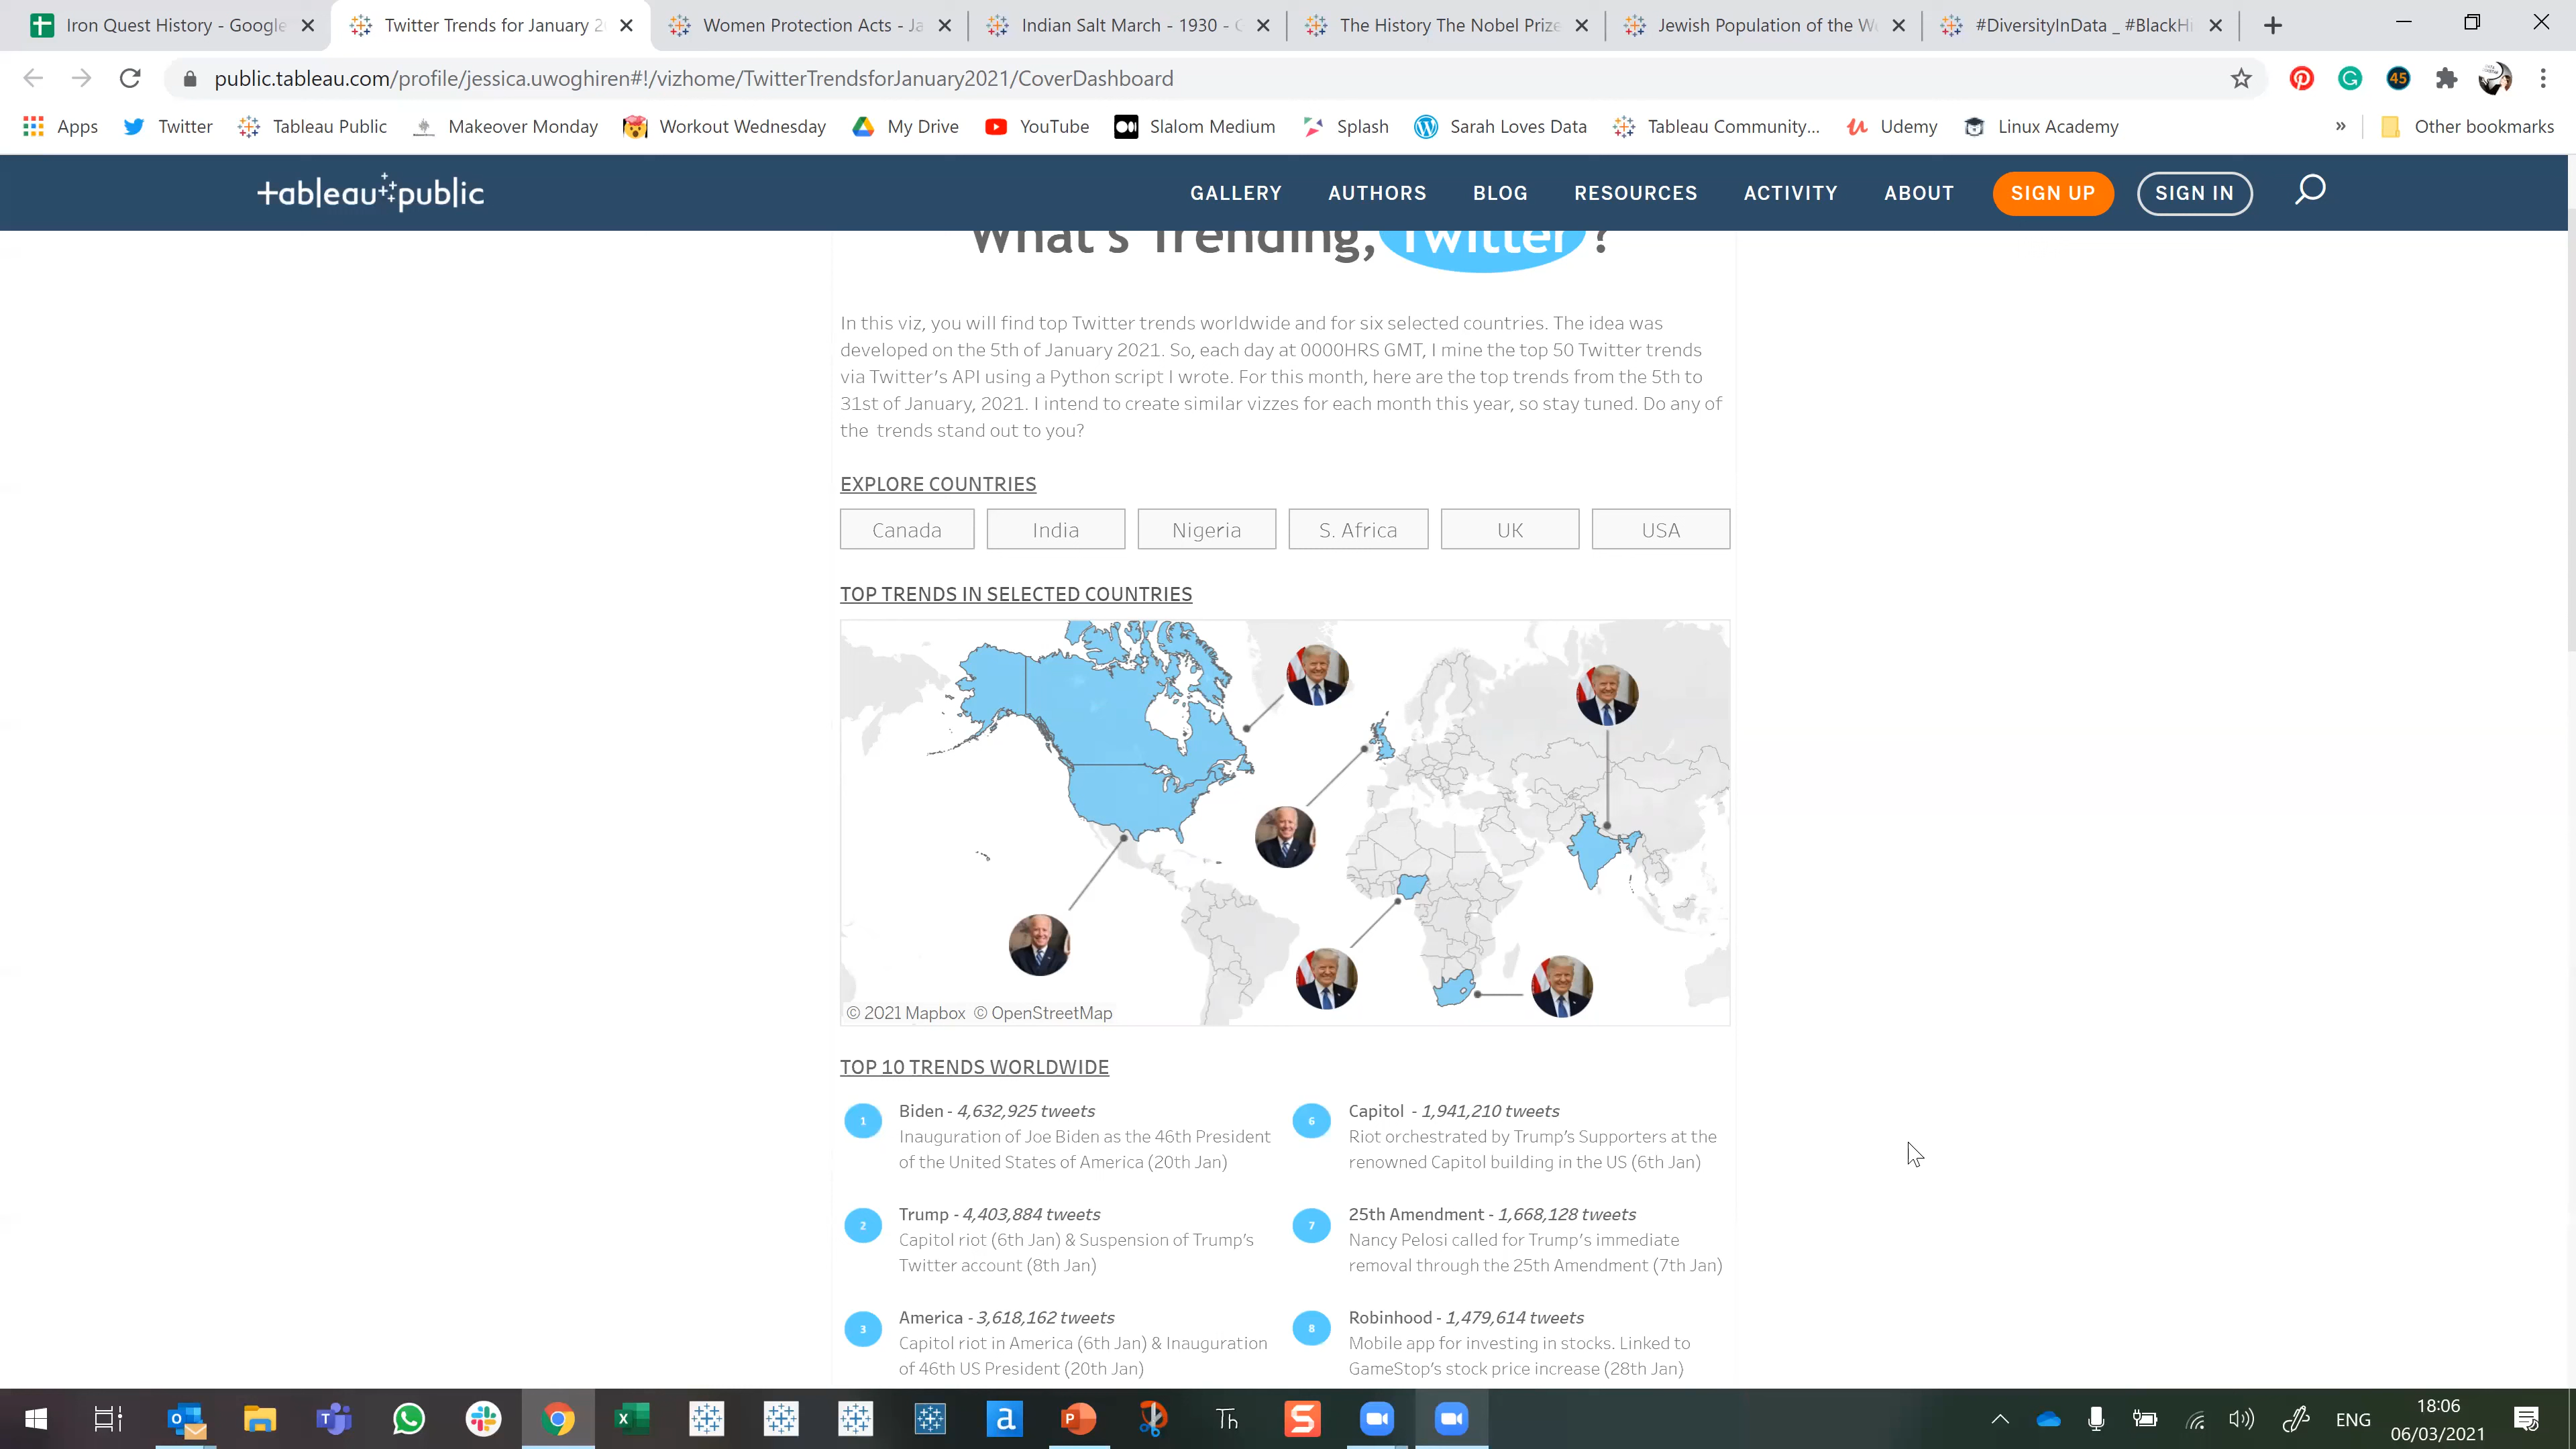 Iron Quest History - Google
Twitter Trends for January 2
Women Protection Acts - Ja
Indian Salt March - 1930 - C
The History The Nobel Prize
Jewish Population of the Wo
#DiversityInData _ #BlackHi
public.tableau.com/profile/jessica.uwoghiren#!/vizhome/TwitterTrendsforJanuary2021/CoverDashboard
45
Apps
Twitter
Tableau Public
Makeover Monday
Workout Wednesday
My Drive
YouTube
Slalom Medium
Splash
Sarah Loves Data
Tableau Community...
Udemy
Linux Academy
»
Other bookmarks
+ableau public
GALLERY
AUTHORS
BLOG
RESOURCES
ACTIVITY
ABOUT
SIGN UP
SIGN IN
What's Trending, Twitter ?
In this viz, you will find top Twitter trends worldwide and for six selected countries. The idea was
developed on the 5th of January 2021. So, each day at 0000HRS GMT, I mine the top 50 Twitter trends
via Twitter's API using a Python script I wrote. For this month, here are the top trends from the 5th to
31st of January, 2021. I intend to create similar vizzes for each month this year, so stay tuned. Do any of
the trends stand out to you?
EXPLORE COUNTRIES
Canada
India
Nigeria
S. Africa
UK
USA
TOP TRENDS IN SELECTED COUNTRIES
© 2021 Mapbox © OpenStreetMap
TOP 10 TRENDS WORLDWIDE
1
Biden - 4,632,925 tweets
Inauguration of Joe Biden as the 46th President
of the United States of America (20th Jan)
6
Capitol - 1,941,210 tweets
Riot orchestrated by Trump's Supporters at the
renowned Capitol building in the US (6th Jan)
2
Trump - 4,403,884 tweets
Capitol riot (6th Jan) & Suspension of Trump's
Twitter account (8th Jan)
7
25th Amendment - 1,668,128 tweets
Nancy Pelosi called for Trump's immediate
removal through the 25th Amendment (7th Jan)
3
America - 3,618,162 tweets
Capitol riot in America (6th Jan) & Inauguration
of 46th US President (20th Jan)
8
Robinhood - 1,479,614 tweets
Mobile app for investing in stocks. Linked to
GameStop's stock price increase (28th Jan)
Th
ENG
18:06
06/03/2021